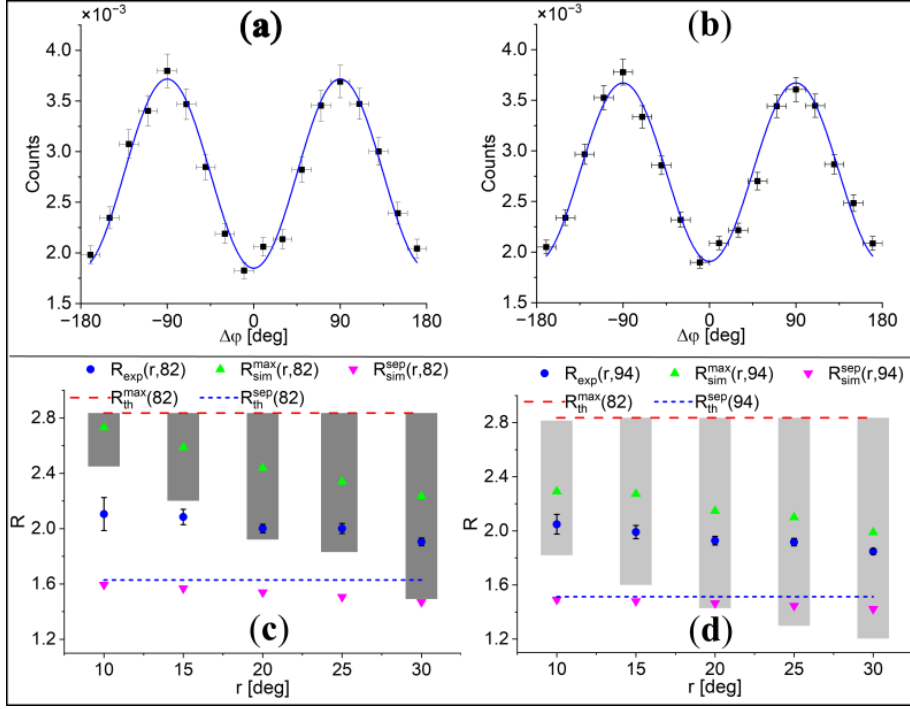 ×10⁻³
(a)
4.0
3.5
3.0
2.5
2.0
1.5
Counts
−180 −90 0 90 180
Δφ [deg]
×10⁻³
(b)
4.0
3.5
3.0
2.5
2.0
1.5
Counts
−180 −90 0 90 180
Δφ [deg]
R_exp(r,82) R_sim^max(r,82) R_sim^sep(r,82)
R_th^max(82) R_th^sep(82)
2.8
2.4
2.0
1.6
1.2
R
(c)
10 15 20 25 30
r [deg]
R_exp(r,94) R_sim^max(r,94) R_sim^sep(r,94)
R_th^max(82) R_th^sep(94)
2.8
2.4
2.0
1.6
1.2
R
(d)
10 15 20 25 30
r [deg]